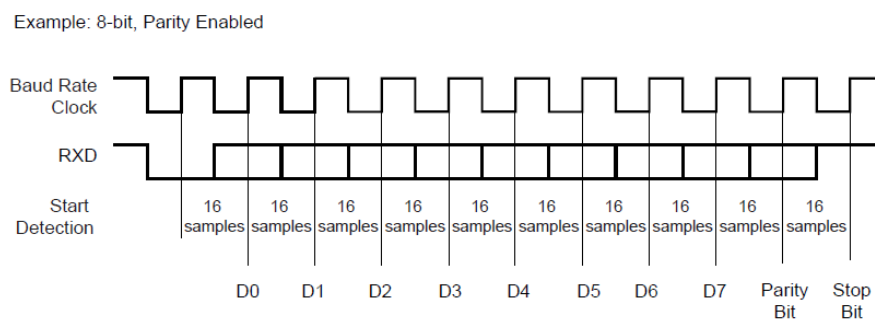 Example: 8-bit, Parity Enabled
Baud Rate
Clock
RXD
Start
Detection
16 16 16 16 16 16 16 16 16 16
samples samples samples samples samples samples samples samples samples samples
D0 D1 D2 D3 D4 D5 D6 D7 Parity Stop
Bit Bit